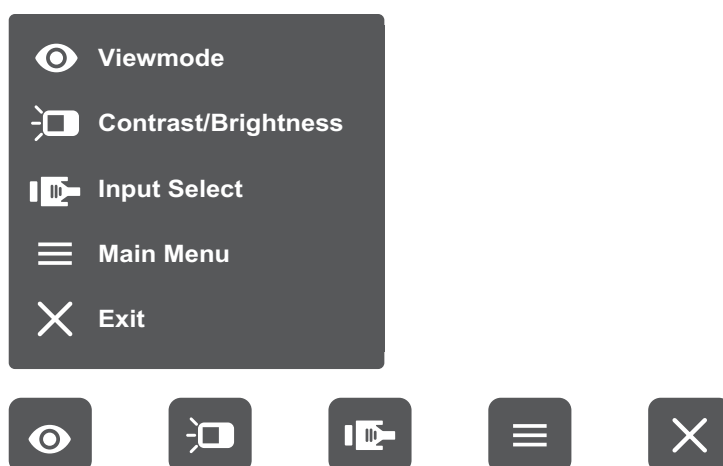 Viewmode
Contrast/Brightness
Input Select
Main Menu
Exit